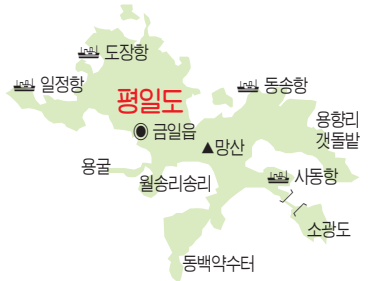 도장항
일정항
평일도
동송항
금일읍
용항리
갯돌밭
망산
용굴
월송리송리
사동항
소광도
동백약수터